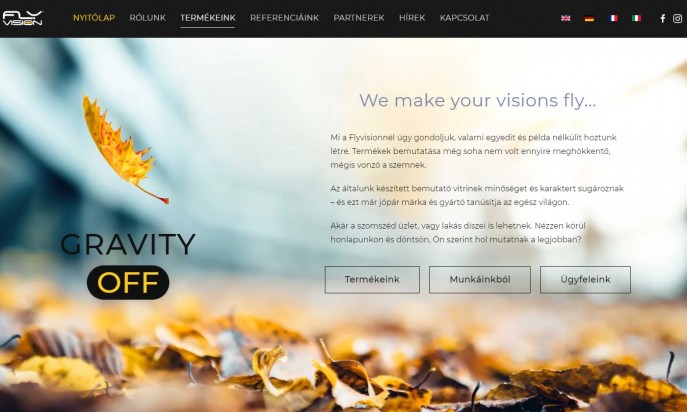 FLY
VISION
NYITÓLAP RÓLUNK TERMÉKEINK REFERENCIÁINK PARTNEREK HÍREK KAPCSOLAT
We make your visions fly...
Mi a Flyvisionnél úgy gondoljuk, valami egyedit és példa nélkülit hoztunk
létre. Termékek bemutatása még soha nem volt ennyire meghökkentő,
mégis vonzó a szemnek.
Az általunk készített bemutató vitrinek minőséget és karaktert sugároznak
– és ezt már jópár márka és gyártó tanúsítja az egész világon.
Akár a szomszéd üzlet, vagy lakás díszei is lehetnek. Nézzen körül
honlapunkon és döntsön, Ön szerint hol mutatnak a legjobban?
GRAVITY
OFF
Termékeink Munkáinkból Ügyfeleink